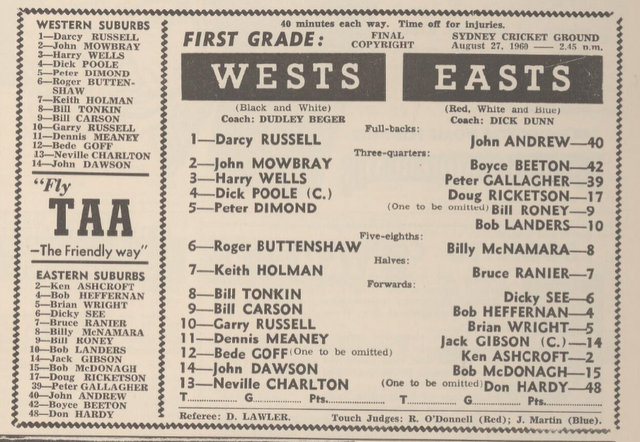 WESTERN SUBURBS
1—Darcy RUSSELL
2—John MOWBRAY
3—Harry WELLS
4—Dick POOLE
5—Peter DIMOND
6—Roger BUTTEN-
SHAW
7—Keith HOLMAN
8—Bill TONKIN
9—Bill CARSON
10—Garry RUSSELL
11—Dennis MEANEY
12—Bede GOFF
13—Neville CHARLTON
14—John DAWSON
"Fly
TAA
—The Friendly way"
EASTERN SUBURBS
2—Ken ASHCROFT
4—Bob HEFFERNAN
5—Brian WRIGHT
6—Dicky SEE
7—Bruce RANIER
8—Billy McNAMARA
9—Bill RONEY
10—Bob LANDERS
14—Jack GIBSON
15—Bob McDONAGH
17—Doug RICKETSON
39—Peter GALLAGHER
40—John ANDREW
42—Boyce BEETON
48—Don HARDY
40 minutes each way. Time off for injuries.
FIRST GRADE: FINAL SYDNEY CRICKET GROUND
COPYRIGHT August 27, 1960 — 2.45 p.m.
WESTS EASTS
(Black and White) (Red, White and Blue)
Coach: DUDLEY BEGER Coach: DICK DUNN
Full-backs:
1—Darcy RUSSELL John ANDREW—40
Three-quarters:
2—John MOWBRAY Boyce BEETON—42
3—Harry WELLS Peter GALLAGHER—39
4—Dick POOLE (C.) Doug RICKETSON—17
5—Peter DIMOND (One to be omitted) Bill RONEY—9
Bob LANDERS—10
Five-eighths:
6—Roger BUTTENSHAW Billy McNAMARA—8
Halves:
7—Keith HOLMAN Bruce RANIER—7
Forwards:
8—Bill TONKIN Dicky SEE—6
9—Bill CARSON Bob HEFFERNAN—4
10—Garry RUSSELL Brian WRIGHT—5
11—Dennis MEANEY Jack GIBSON (C.)—14
12—Bede GOFF (One to be omitted) Ken ASHCROFT—2
14—John DAWSON Bob McDONAGH—15
13—Neville CHARLTON (One to be omitted) Don HARDY—48
T........ G........ Pts........ T........ G........ Pts........
Referee: D. LAWLER. Touch Judges: R. O'Donnell (Red); J. Martin (Blue).